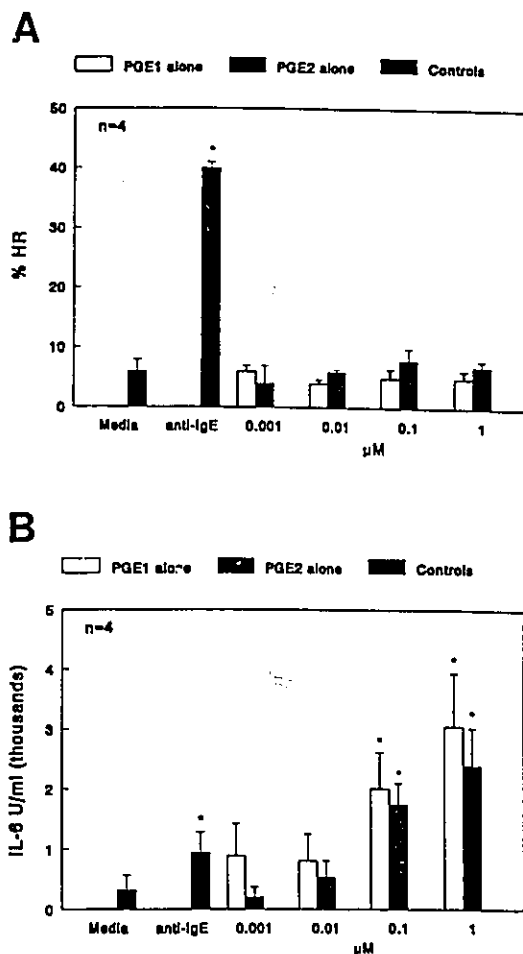 A
PGE1 alone PGE2 alone Controls
n=4
50
40
30
20
10
0
% HR
*
Media anti-IgE 0.001 0.01 0.1 1
µM
B
PGE1 alone PGE2 alone Controls
n=4
5
4
3
2
1
0
IL-6 U/ml (thousands)
* * * * *
Media anti-IgE 0.001 0.01 0.1 1
µM